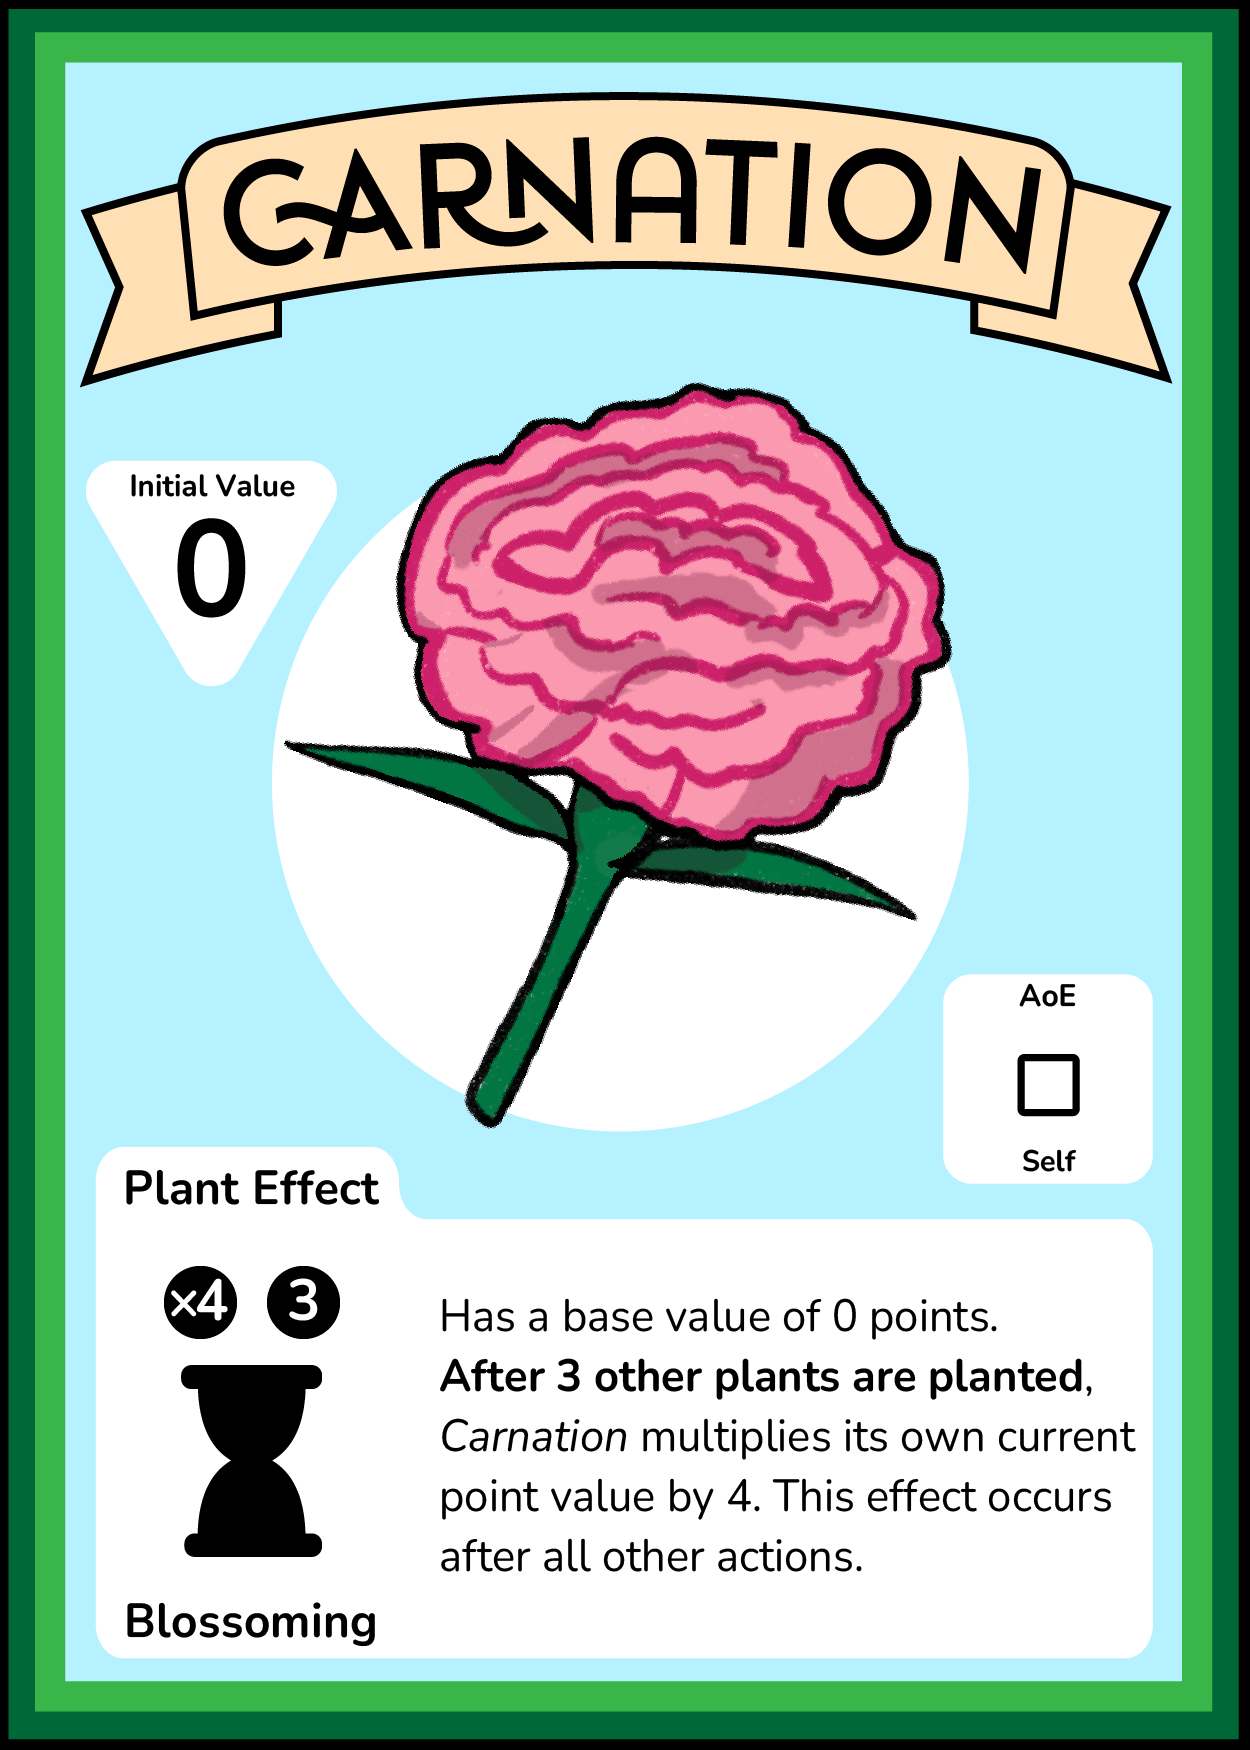 CARNATION
Initial Value
0
AoE
Self
Plant Effect
×4 3
Has a base value of 0 points.
After 3 other plants are planted,
Carnation multiplies its own current
point value by 4. This effect occurs
after all other actions.
Blossoming